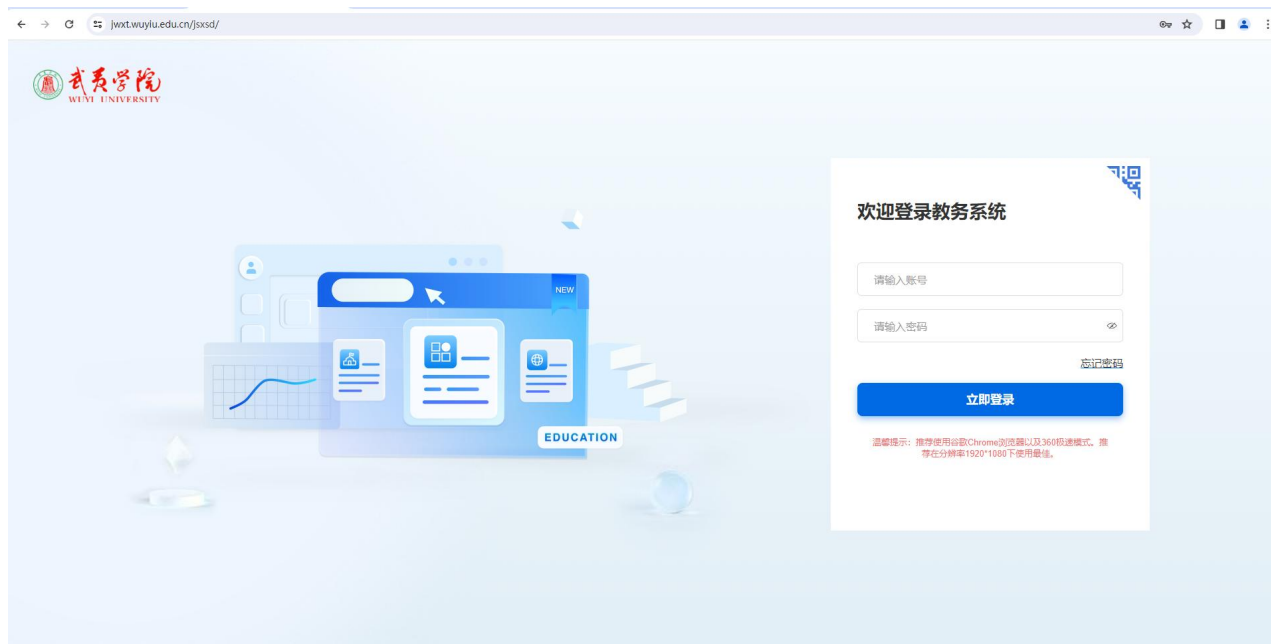 jwxt.wuyiu.edu.cn/jsxsd/
武夷学院
WUYI UNIVERSITY
欢迎登录教务系统
NEW
请输入账号
请输入密码
忘记密码
立即登录
EDUCATION
温馨提示：推荐使用谷歌Chrome浏览器以及360极速模式。推
荐在分辨率1920*1080下使用最佳。